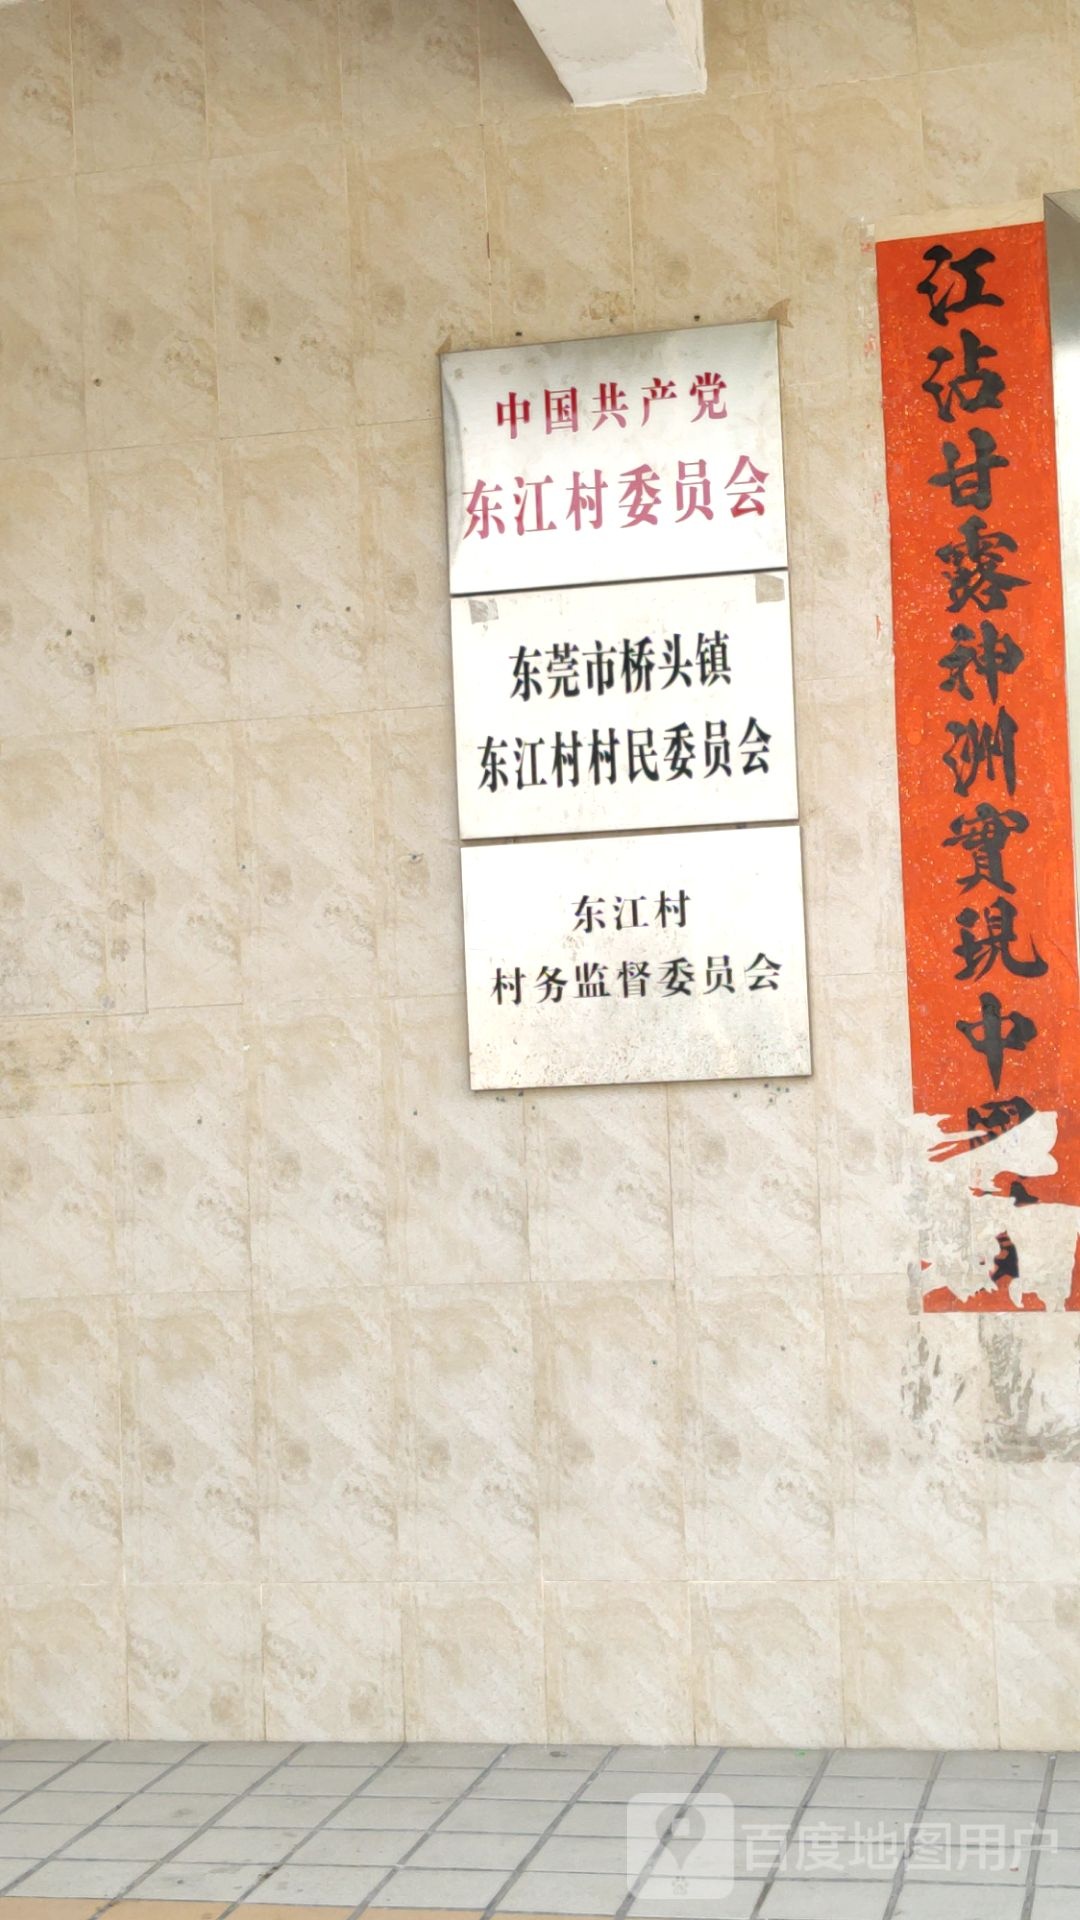 中国共产党
东江村委员会
东莞市桥头镇
东江村村民委员会
东江村
村务监督委员会
江沾甘露神洲實現中
百度地图用户